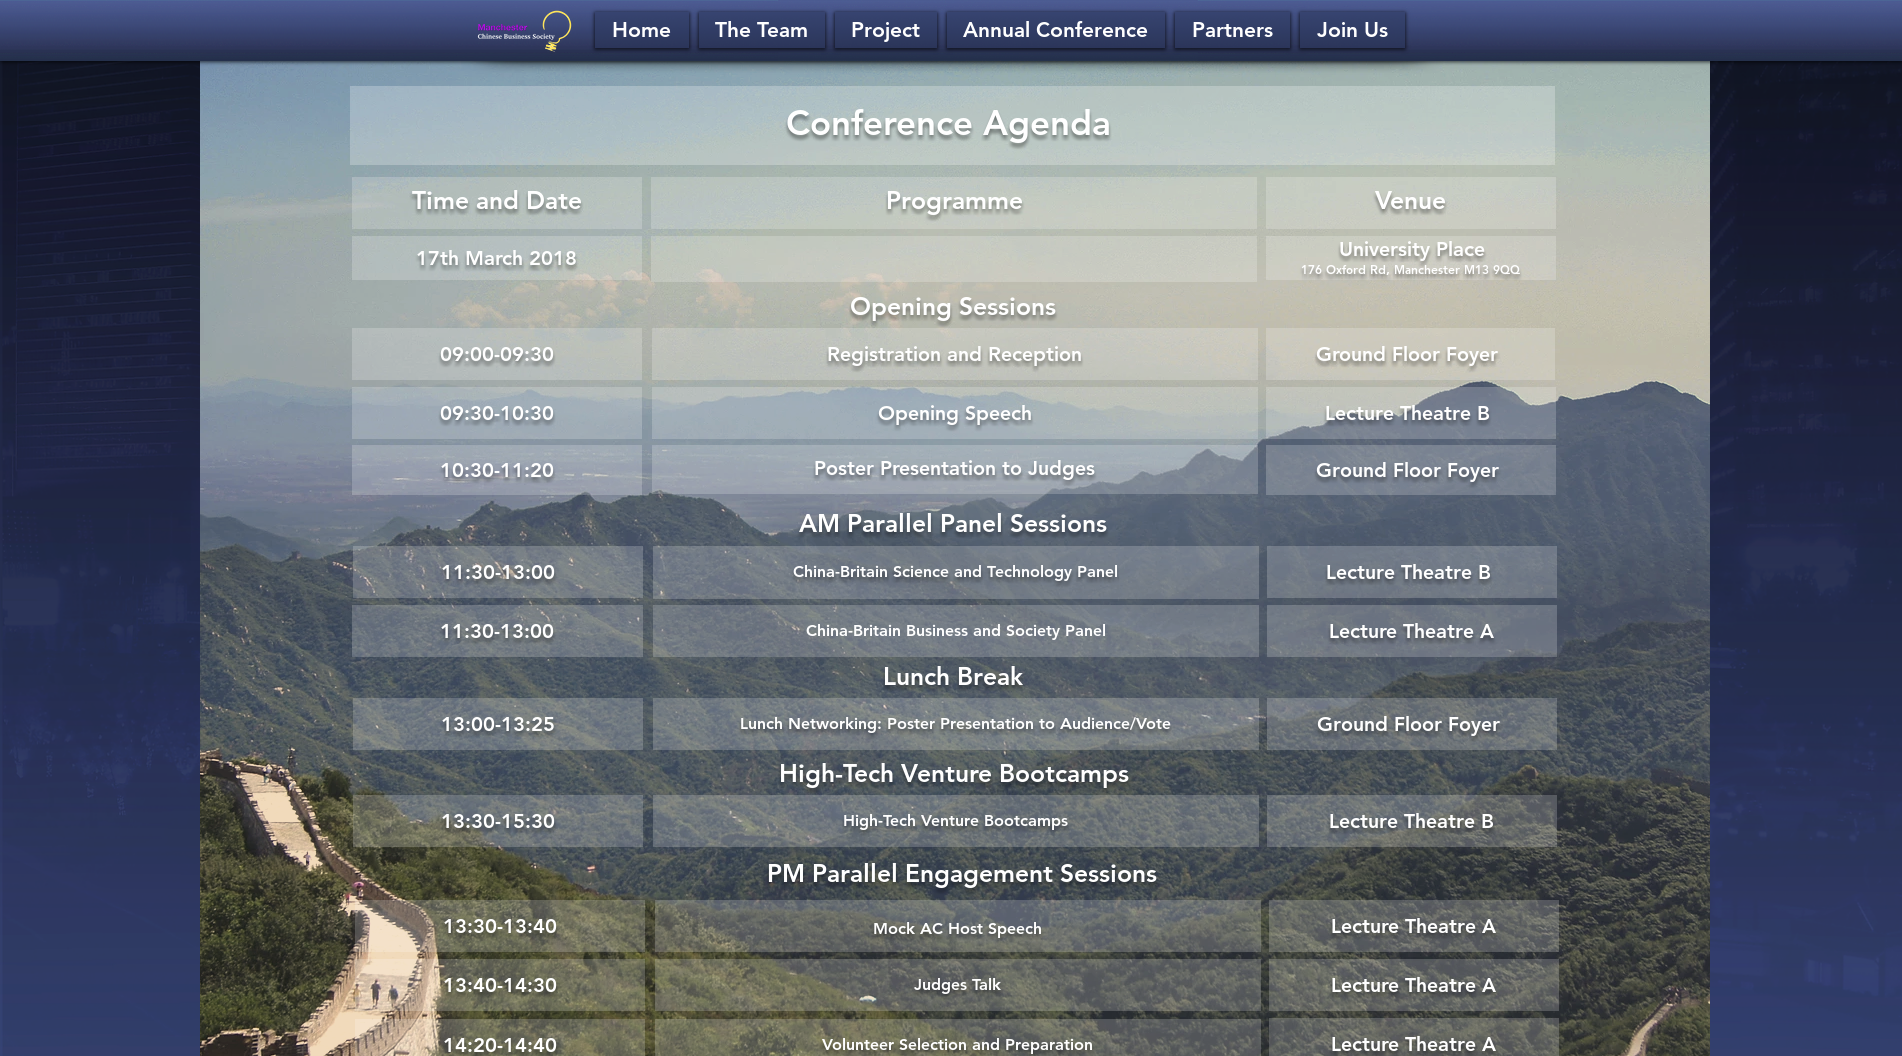 Manchester
Chinese Business Society
Home The Team Project Annual Conference Partners Join Us
Conference Agenda
Time and Date Programme Venue
17th March 2018 University Place
176 Oxford Rd, Manchester M13 9QQ
Opening Sessions
09:00-09:30 Registration and Reception Ground Floor Foyer
09:30-10:30 Opening Speech Lecture Theatre B
10:30-11:20 Poster Presentation to Judges Ground Floor Foyer
AM Parallel Panel Sessions
11:30-13:00 China-Britain Science and Technology Panel Lecture Theatre B
11:30-13:00 China-Britain Business and Society Panel Lecture Theatre A
Lunch Break
13:00-13:25 Lunch Networking: Poster Presentation to Audience/Vote Ground Floor Foyer
High-Tech Venture Bootcamps
13:30-15:30 High-Tech Venture Bootcamps Lecture Theatre B
PM Parallel Engagement Sessions
13:30-13:40 Mock AC Host Speech Lecture Theatre A
13:40-14:30 Judges Talk Lecture Theatre A
14:20-14:40 Volunteer Selection and Preparation Lecture Theatre A